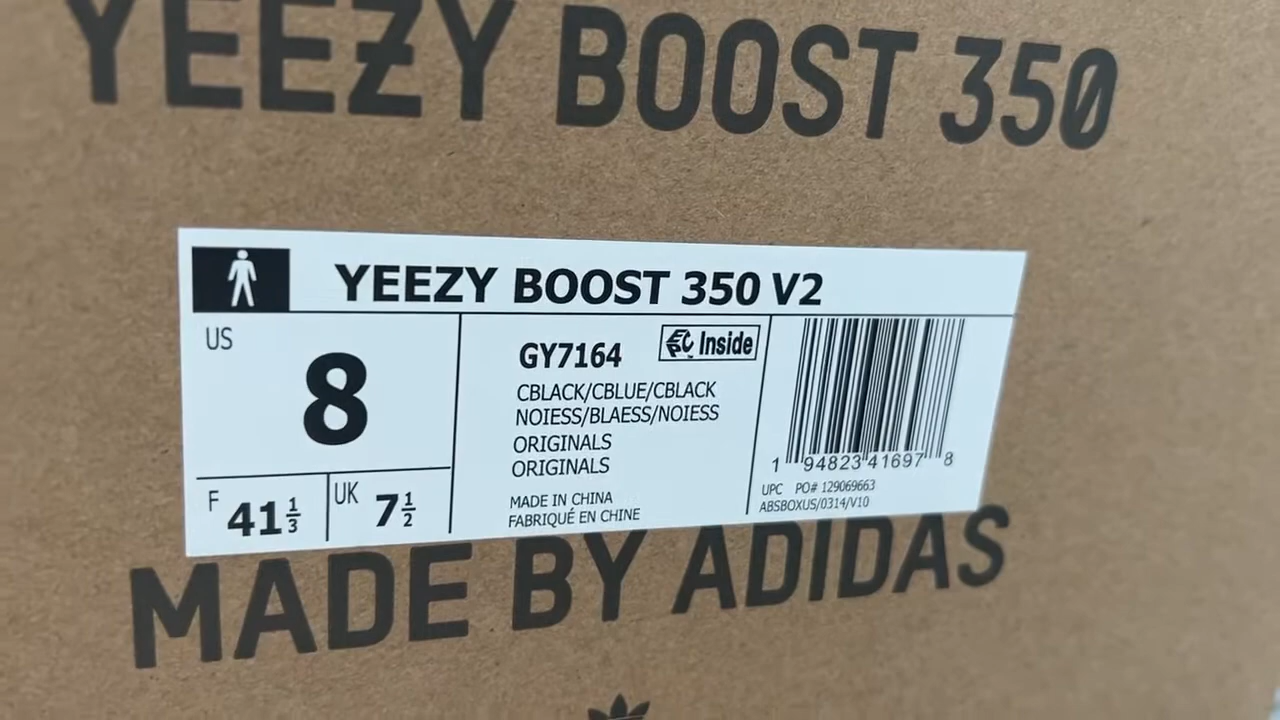 YEEZY BOOST 350
YEEZY BOOST 350 V2
US
8
F 41 1/3
UK 7 1/2
GY7164
EPC Inside
CBLACK/CBLUE/CBLACK
NOIESS/BLAESS/NOIESS
ORIGINALS
ORIGINALS
MADE IN CHINA
FABRIQUÉ EN CHINE
1 94823 41697 8
UPC PO# 129069663
ABSBOXUS/0314/V10
MADE BY ADIDAS